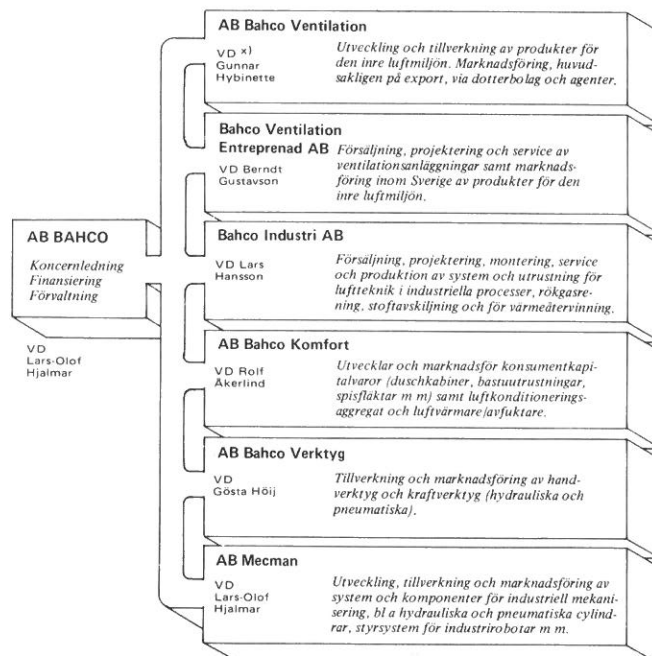 AB Bahco Ventilation
VD x)
Gunnar
Hybinette
Utveckling och tillverkning av produkter för
den inre luftmiljön. Marknadsföring, huvud-
sakligen på export, via dotterbolag och agenter.
Bahco Ventilation
Entreprenad AB
VD Berndt
Gustavson
Försäljning, projektering och service av
ventilationsanläggningar samt marknads-
föring inom Sverige av produkter för den
inre luftmiljön.
AB BAHCO
Koncernledning
Finansiering
Förvaltning
VD
Lars-Olof
Hjalmar
Bahco Industri AB
VD Lars
Hansson
Försäljning, projektering, montering, service
och produktion av system och utrustning för
luftteknik i industriella processer, rökgasre-
ning, stoftavskiljning och för värmeåtervinning.
AB Bahco Komfort
VD Rolf
Åkerlind
Utvecklar och marknadsför konsumentkapi-
talvaror (duschkabiner, bastuutrustningar,
spisfläktar m m) samt luftkonditionerings-
aggregat och luftvärmare/avfuktare.
AB Bahco Verktyg
VD
Gösta Höij
Tillverkning och marknadsföring av hand-
verktyg och kraftverktyg (hydrauliska och
pneumatiska).
AB Mecman
VD
Lars-Olof
Hjalmar
Utveckling, tillverkning och marknadsföring av
system och komponenter för industriell mekani-
sering, bl a hydrauliska och pneumatiska cylind-
rar, styrsystem för industrirobotar m m.